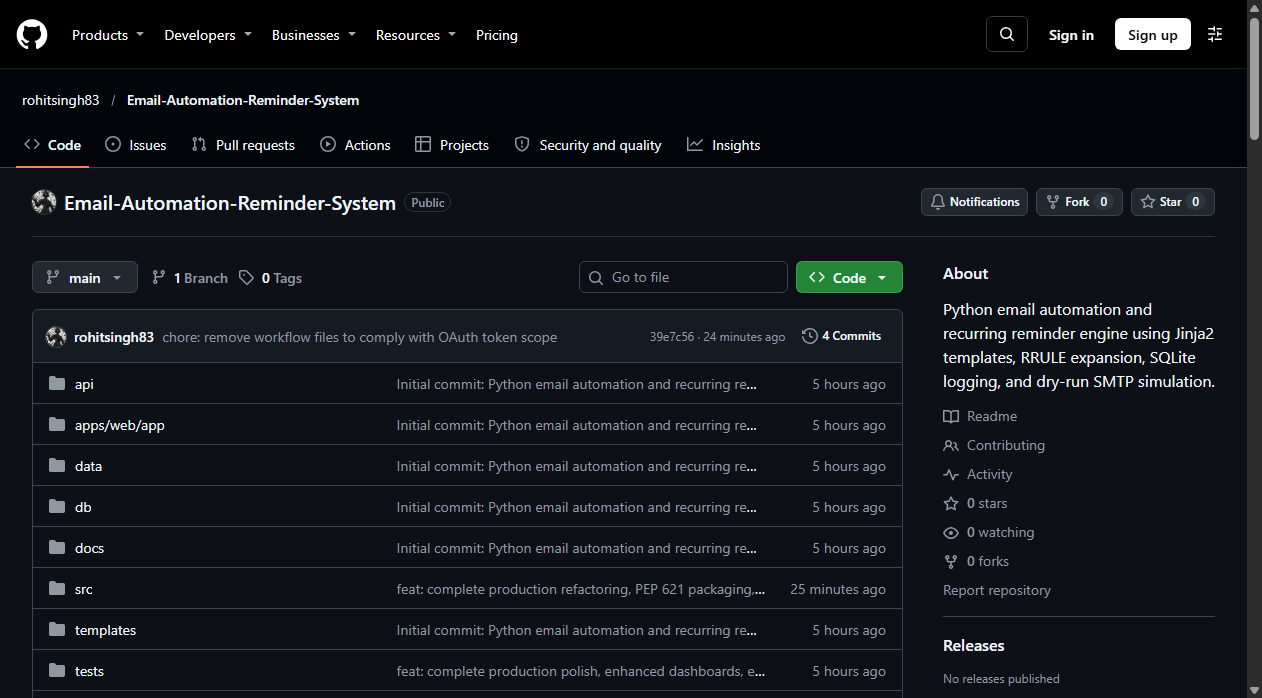 Products Developers Businesses Resources Pricing Sign in Sign up
rohitsingh83 / Email-Automation-Reminder-System
Code Issues Pull requests Actions Projects Security and quality Insights
Email-Automation-Reminder-System Public Notifications Fork 0 Star 0
main 1 Branch 0 Tags Go to file Code
rohitsingh83 chore: remove workflow files to comply with OAuth token scope 39e7c56 · 24 minutes ago 4 Commits
api Initial commit: Python email automation and recurring re... 5 hours ago
apps/web/app Initial commit: Python email automation and recurring re... 5 hours ago
data Initial commit: Python email automation and recurring re... 5 hours ago
db Initial commit: Python email automation and recurring re... 5 hours ago
docs Initial commit: Python email automation and recurring re... 5 hours ago
src feat: complete production refactoring, PEP 621 packaging,... 25 minutes ago
templates Initial commit: Python email automation and recurring re... 5 hours ago
tests feat: complete production polish, enhanced dashboards, e... 5 hours ago
About
Python email automation and
recurring reminder engine using Jinja2
templates, RRULE expansion, SQLite
logging, and dry-run SMTP simulation.
Readme
Contributing
Activity
0 stars
0 watching
0 forks
Report repository
Releases
No releases published